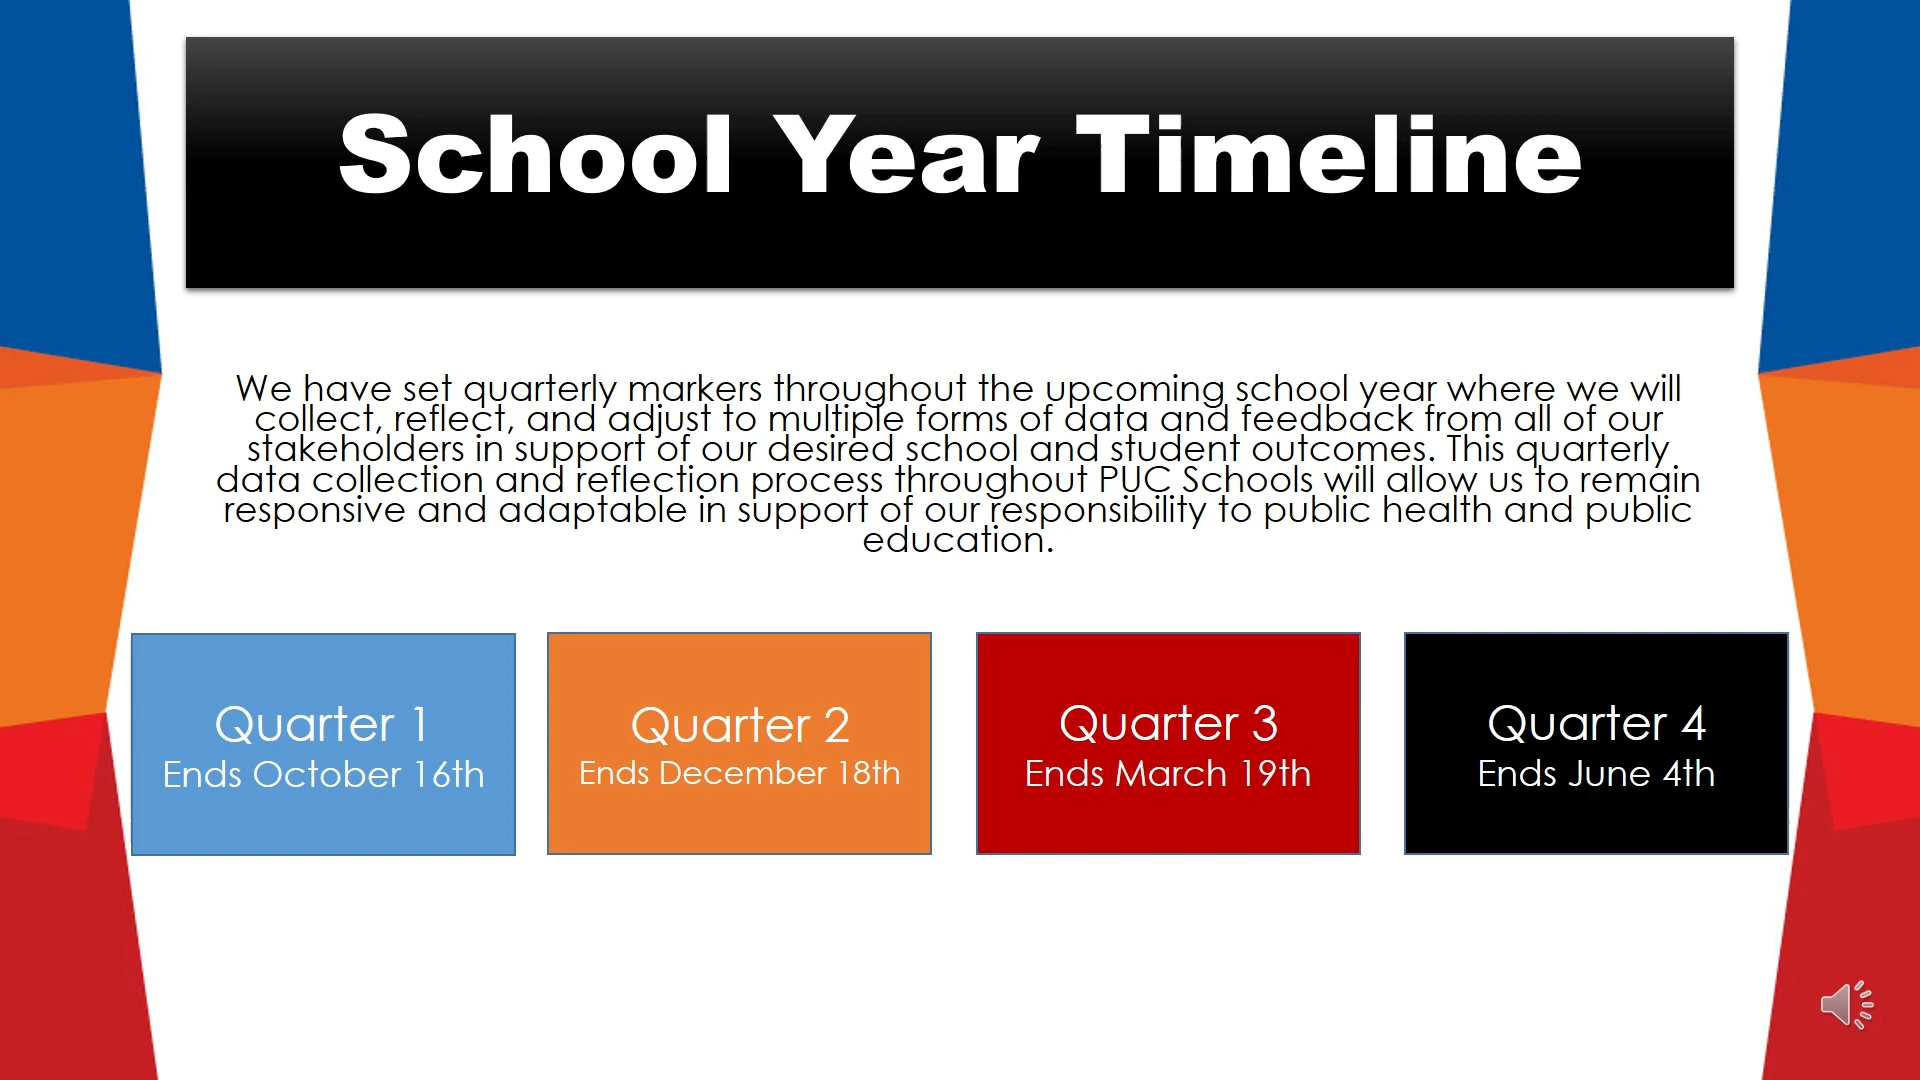 School Year Timeline
We have set quarterly markers throughout the upcoming school year where we will
collect, reflect, and adjust to multiple forms of data and feedback from all of our
stakeholders in support of our desired school and student outcomes. This quarterly
data collection and reflection process throughout PUC Schools will allow us to remain
responsive and adaptable in support of our responsibility to public health and public
education.
Quarter 1
Ends October 16th
Quarter 2
Ends December 18th
Quarter 3
Ends March 19th
Quarter 4
Ends June 4th